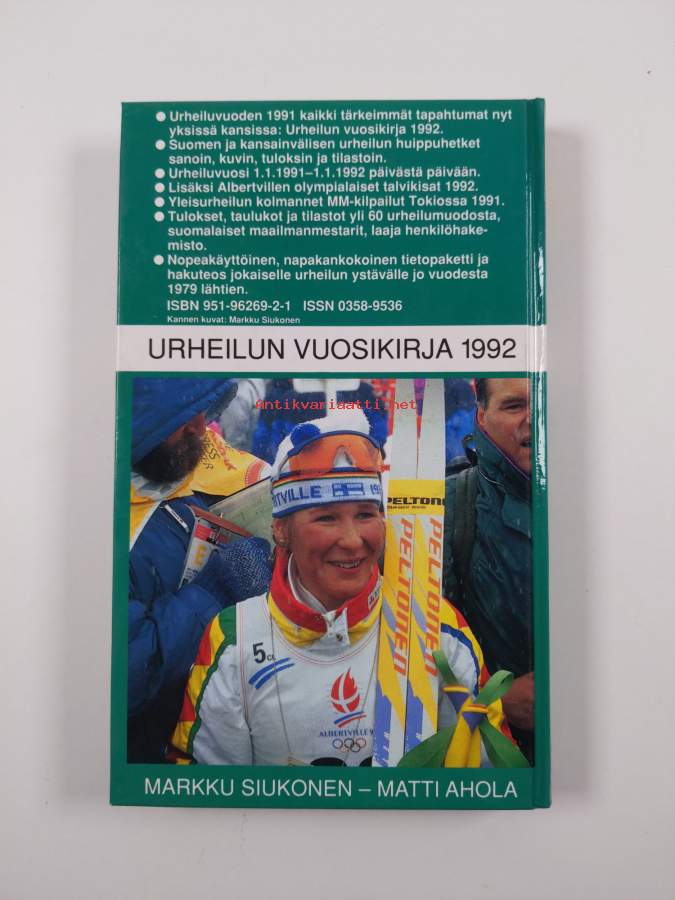 ● Urheiluvuoden 1991 kaikki tärkeimmät tapahtumat nyt
yksissä kansissa: Urheilun vuosikirja 1992.
● Suomen ja kansainvälisen urheilun huippuhetket
sanoin, kuvin, tuloksin ja tilastoin.
● Urheiluvuosi 1.1.1991–1.1.1992 päivästä päivään.
● Lisäksi Albertvillen olympialaiset talvikisat 1992.
● Yleisurheilun kolmannet MM-kilpailut Tokiossa 1991.
● Tulokset, taulukot ja tilastot yli 60 urheilumuodosta,
suomalaiset maailmanmestarit, laaja henkilöhake-
misto.
● Nopeakäyttöinen, napakankokoinen tietopaketti ja
hakuteos jokaiselle urheilun ystävälle jo vuodesta
1979 lähtien.
ISBN 951-96269-2-1 ISSN 0358-9536
Kannen kuvat: Markku Siukonen
URHEILUN VUOSIKIRJA 1992
Antikvariaatti.net
TVILLE
PELTONE
PELTONEN
PELTONEN
5
ALBERTVILLE 9
MARKKU SIUKONEN – MATTI AHOLA